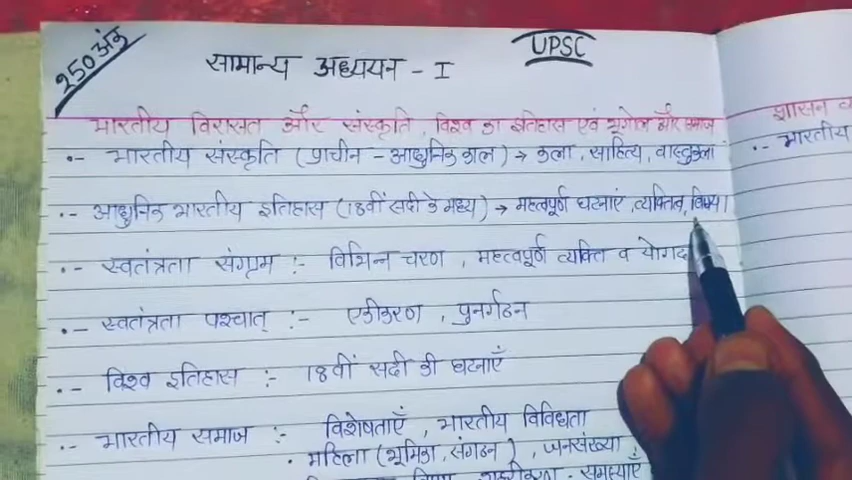 250 अंक
सामान्य अध्ययन - I
UPSC
भारतीय विरासत और संस्कृति, विश्व का इतिहास एवं भूगोल और समाज
•- भारतीय संस्कृति (प्राचीन - आधुनिक काल) → कला, साहित्य, वास्तुकला
•- आधुनिक भारतीय इतिहास (18वीं सदी के मध्य) → महत्वपूर्ण घटनाएं, व्यक्तित्व, विषय।
•- स्वतंत्रता संग्राम :- विभिन्न चरण, महत्वपूर्ण व्यक्ति व योगद
•- स्वतंत्रता पश्चात् :- एकीकरण, पुनर्गठन
•- विश्व इतिहास :- 18वीं सदी की घटनाएँ
•- भारतीय समाज :- विशेषताएँ, भारतीय विविधता
• महिला (भूमिका, संगठन), जनसंख्या
समस्याएँ
शासन
•- भारतीय